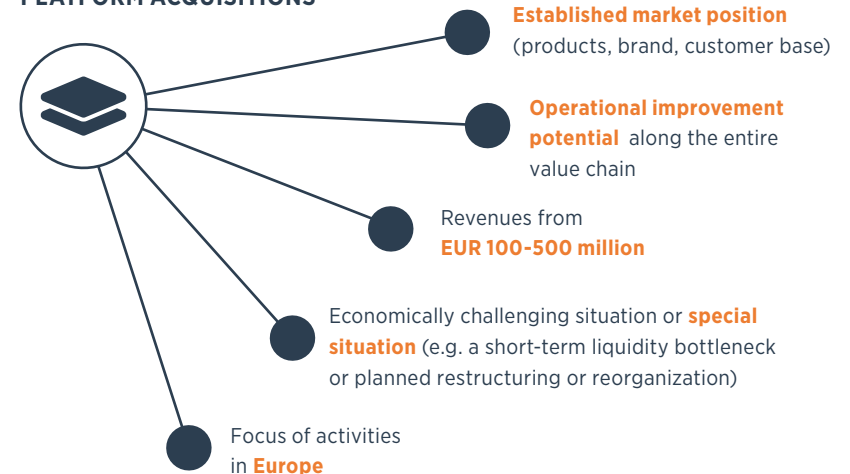 PLATFORM ACQUISITIONS
Established market position
(products, brand, customer base)
Operational improvement
potential along the entire
value chain
Revenues from
EUR 100-500 million
Economically challenging situation or special
situation (e.g. a short-term liquidity bottleneck
or planned restructuring or reorganization)
Focus of activities
in Europe